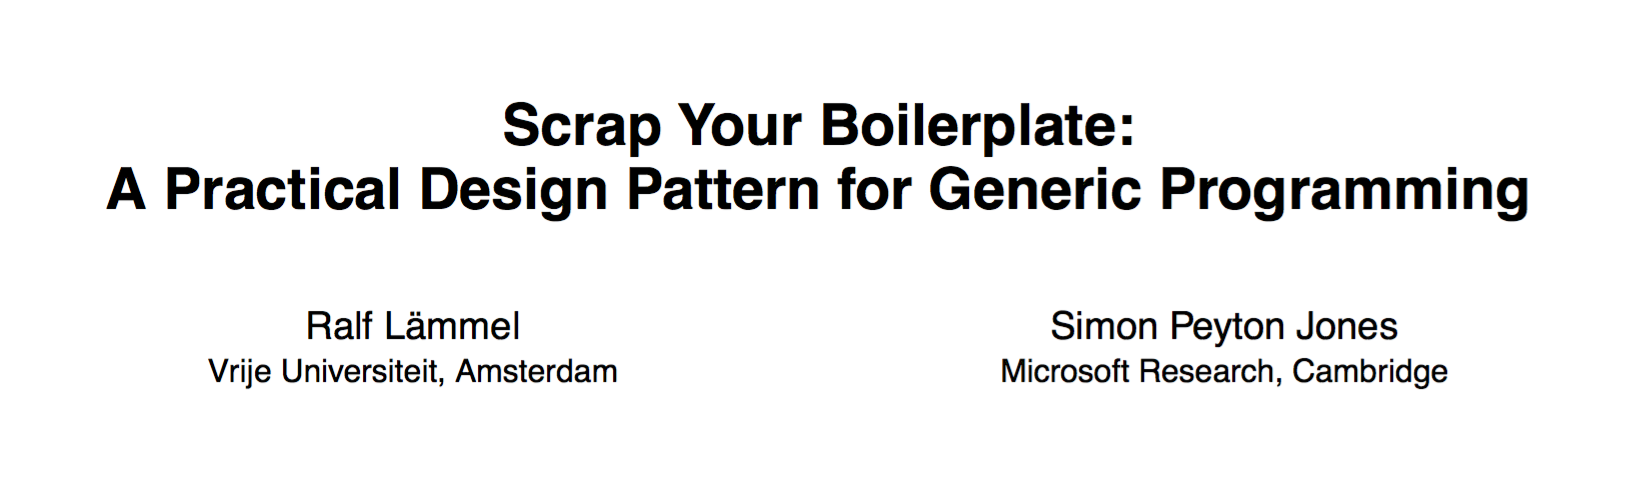 Scrap Your Boilerplate:
A Practical Design Pattern for Generic Programming
Ralf Lämmel
Vrije Universiteit, Amsterdam
Simon Peyton Jones
Microsoft Research, Cambridge